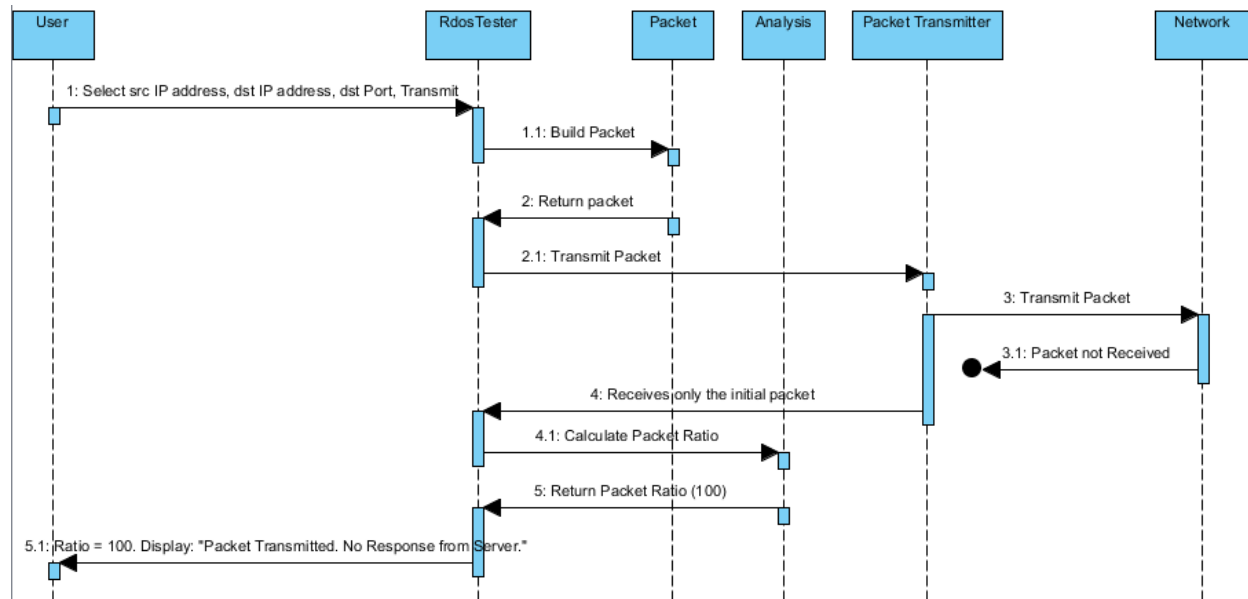 User
RdosTester
Packet
Analysis
Packet Transmitter
Network
1: Select src IP address, dst IP address, dst Port, Transmit
1.1: Build Packet
2: Return packet
2.1: Transmit Packet
3: Transmit Packet
3.1: Packet not Received
4: Receives only the initial packet
4.1: Calculate Packet Ratio
5: Return Packet Ratio (100)
5.1: Ratio = 100. Display: "Packet Transmitted. No Response from Server."